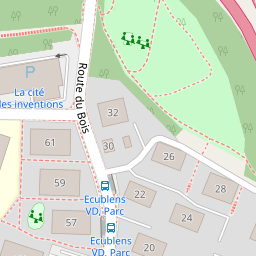 P
La cité
des inventions
Route du Bois
32
61
30
26
59
28
22
Ecublens
VD, Parc
57
24
Ecublens
VD, Parc
20